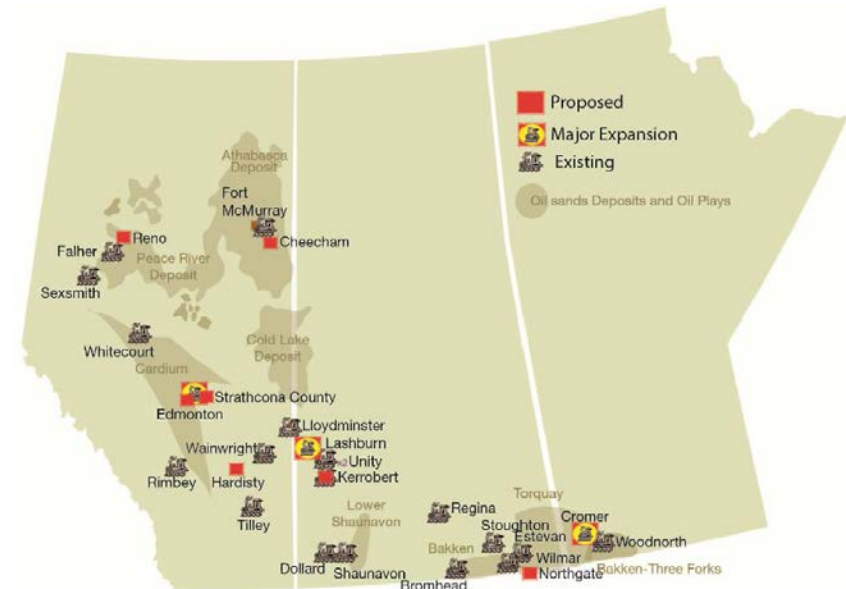 Proposed
Major Expansion
Existing
Oil sands Deposits and Oil Plays
Athabasca
Deposit
Fort
McMurray
Cheecham
Reno
Falher
Peace River
Deposit
Sexsmith
Whitecourt
Cardium
Cold Lake
Deposit
Strathcona County
Edmonton
Lloydminster
Lashburn
Wainwright
x2 Unity
Kerrobert
Rimbey
Hardisty
Tilley
Lower
Shaunavon
Regina
Torquay
Cromer
Stoughton
Estevan
Woodnorth
Bakken
Wilmar
Dollard
Shaunavon
Northgate
Bakken-Three Forks
Bromhead